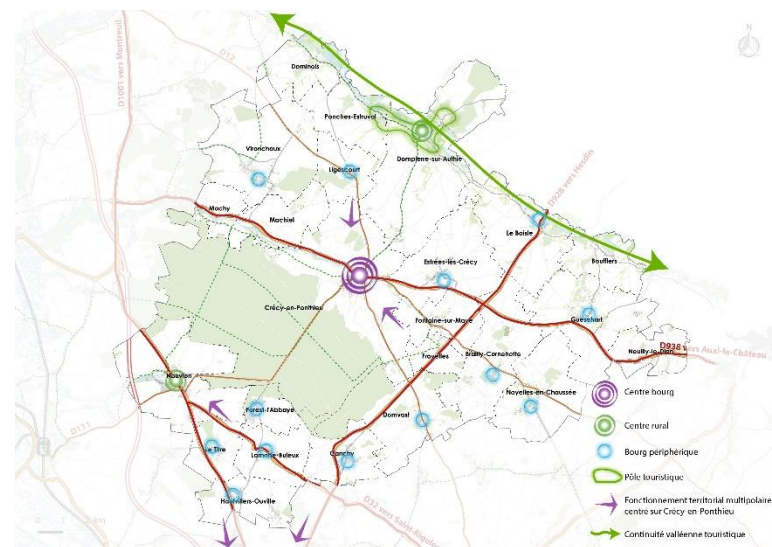 N
D1001 vers Montreuil
D12
Dominois
Ponches-Estruval
Dompierre-sur-Authie
Vironchaux
Ligescourt
D928 vers Hesdin
Machy
Machiel
Le Boisle
Boufflers
Estrées-lès-Crécy
Crécy-en-Ponthieu
Fontaine-sur-Maye
Gueschart
D938 vers Auxi-le-Château
Neuilly-le-Dien
Froyelles
Brailly-Cornehotte
Nouvion
Noyelles-en-Chaussée
D111
Forest-l'Abbaye
Domvast
Le Titre
Lamotte-Buleux
Canchy
Hautvillers-Ouville
D32 vers Saint-Riquier
Centre bourg
Centre rural
Bourg périphérique
Pôle touristique
Fonctionnement territorial multipolaire
centré sur Crécy en Ponthieu
Continuité valléenne touristique